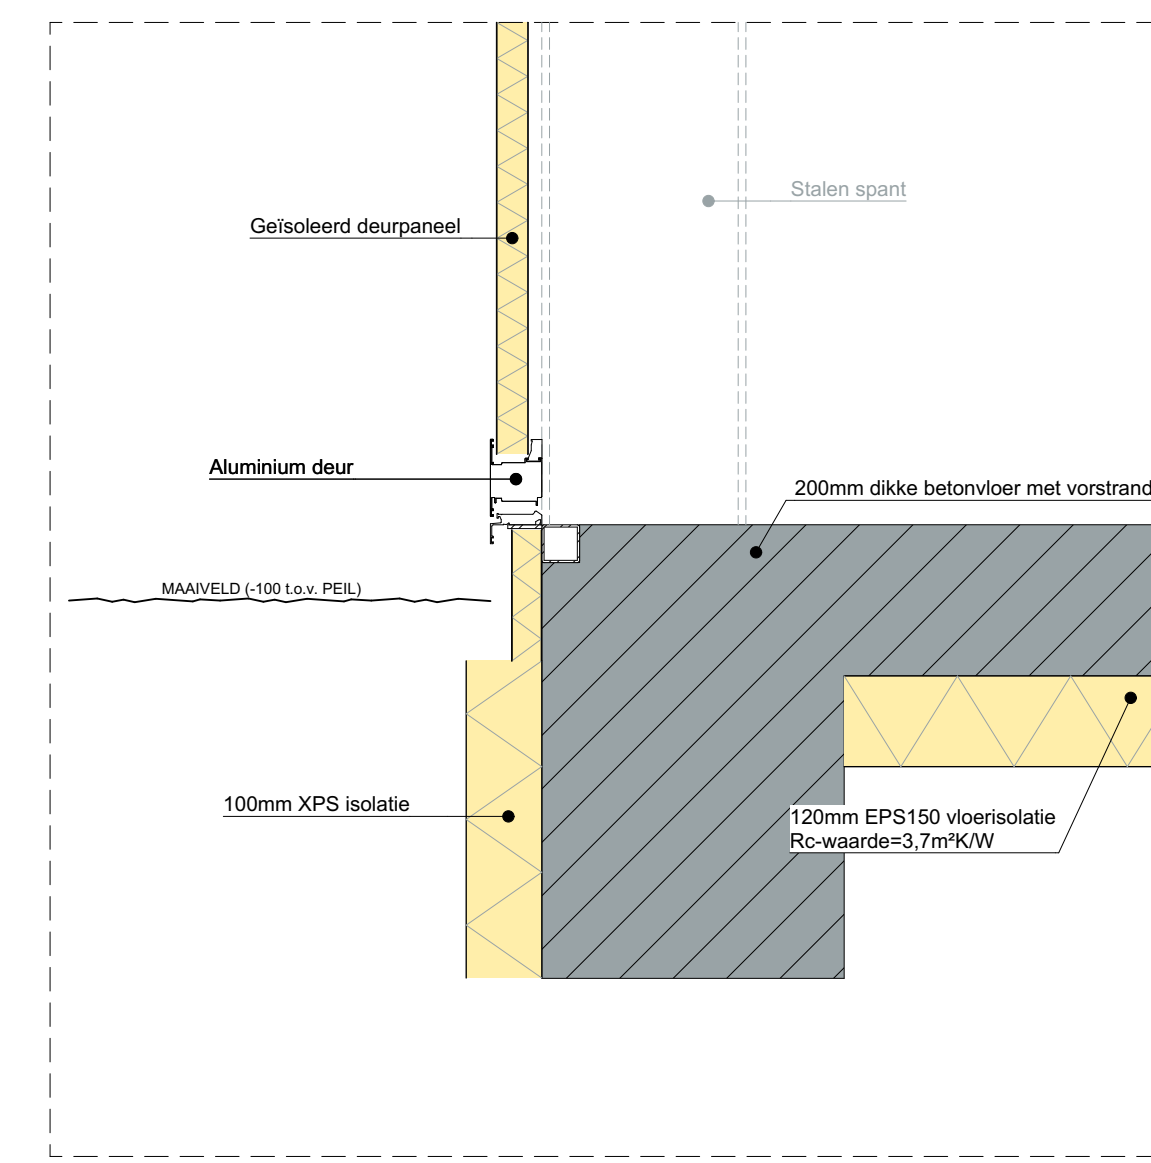 Stalen spant
Geïsoleerd deurpaneel
Aluminium deur
200mm dikke betonvloer met vorstrand
MAAIVELD (-100 t.o.v. PEIL)
100mm XPS isolatie
120mm EPS150 vloerisolatie
Rc-waarde=3,7m²K/W